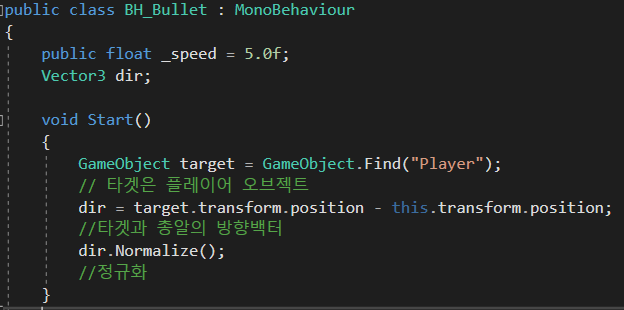 public class BH_Bullet : MonoBehaviour
{
public float _speed = 5.0f;
Vector3 dir;
void Start()
{
GameObject target = GameObject.Find("Player");
// 타겟은 플레이어 오브젝트
dir = target.transform.position - this.transform.position;
//타겟과 총알의 방향백터
dir.Normalize();
//정규화
}